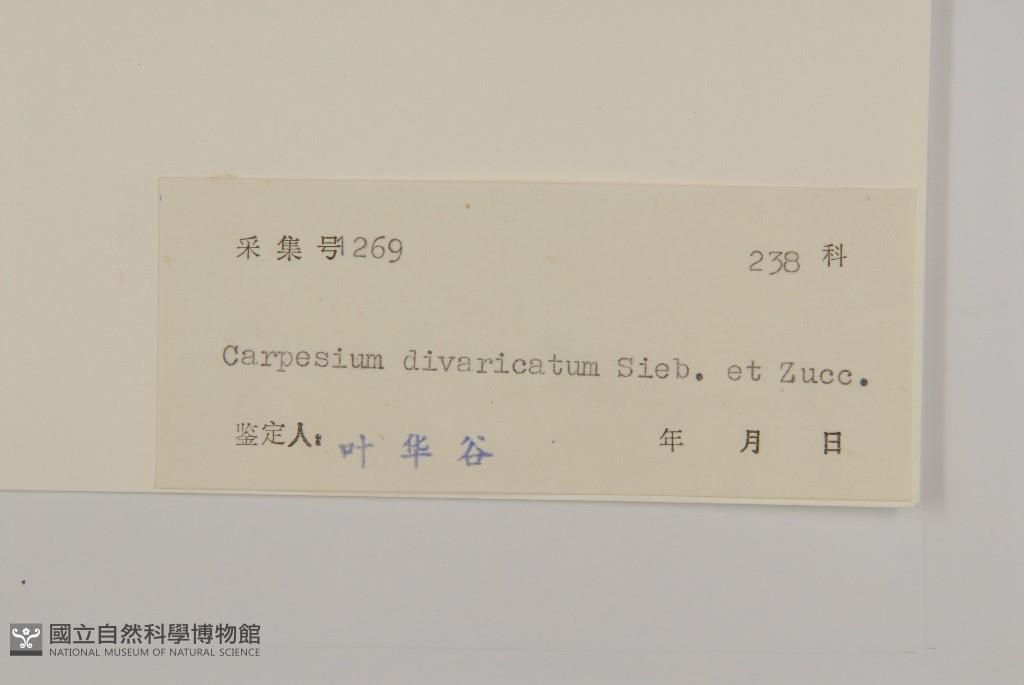 采集号1269 238 科
Carpesium divaricatum Sieb. et Zucc.
鉴定人: 叶华谷 年 月 日
國立自然科學博物館
NATIONAL MUSEUM OF NATURAL SCIENCE